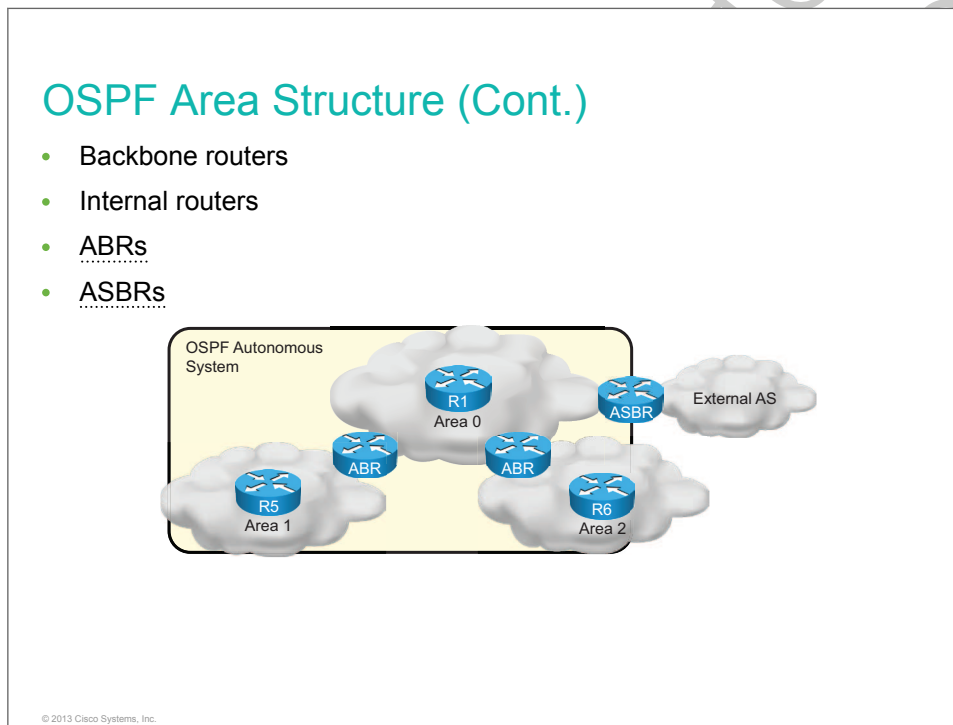 OSPF Area Structure (Cont.)
• Backbone routers
• Internal routers
• ABRs
• ASBRs
OSPF Autonomous
System
R1
Area 0
ASBR
External AS
ABR
ABR
R5
Area 1
R6
Area 2
© 2013 Cisco Systems, Inc.